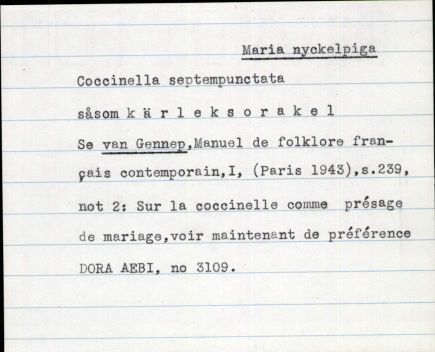 Maria nyckelpiga
Coccinella septempunctata
såsom k ä r l e k s o r a k e l
Se van Gennep,Manuel de folklore fran-
çais contemporain,I, (Paris 1943),s.239,
not 2: Sur la coccinelle comme présage
de mariage,voir maintenant de préférence
DORA AEBI, no 3109.